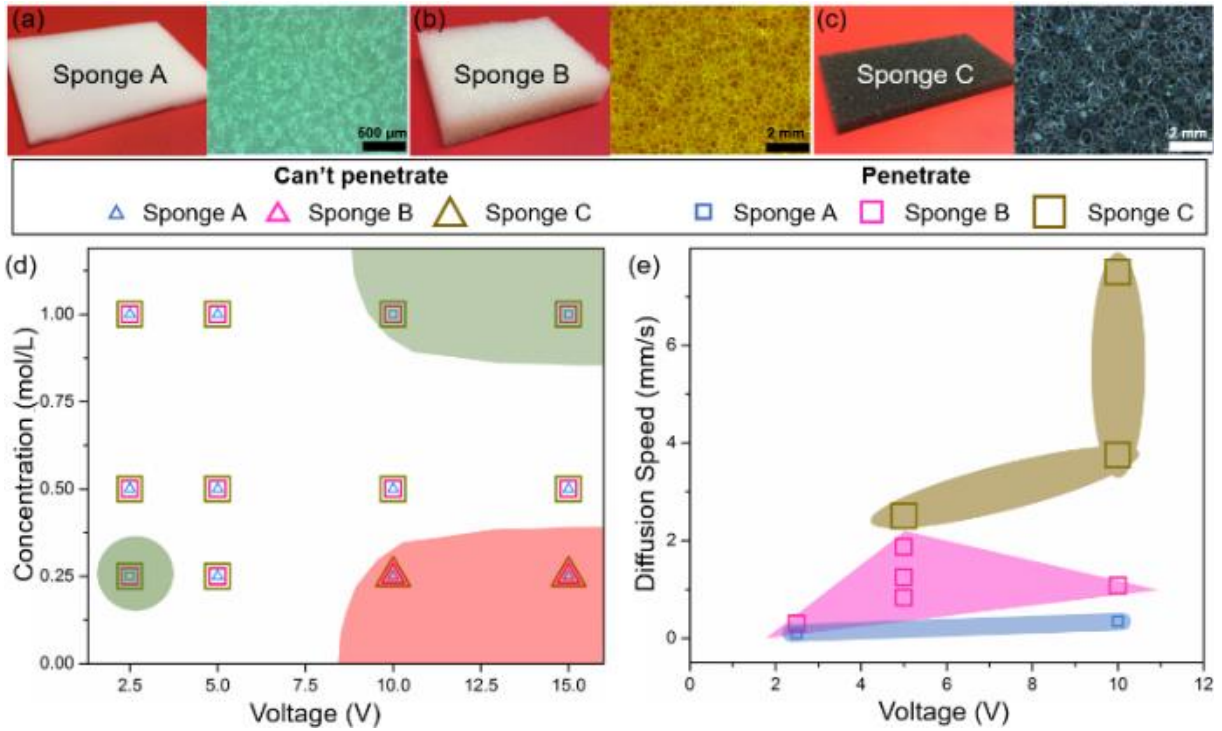 (a)
Sponge A
500 µm
(b)
Sponge B
2 mm
(c)
Sponge C
2 mm
Can't penetrate
Penetrate
Sponge A
Sponge B
Sponge C
Sponge A
Sponge B
Sponge C
(d)
1.00
0.75
0.50
0.25
0.00
Concentration (mol/L)
2.5
5.0
7.5
10.0
12.5
15.0
Voltage (V)
(e)
6
4
2
0
Diffusion Speed (mm/s)
0
2
4
6
8
10
12
Voltage (V)